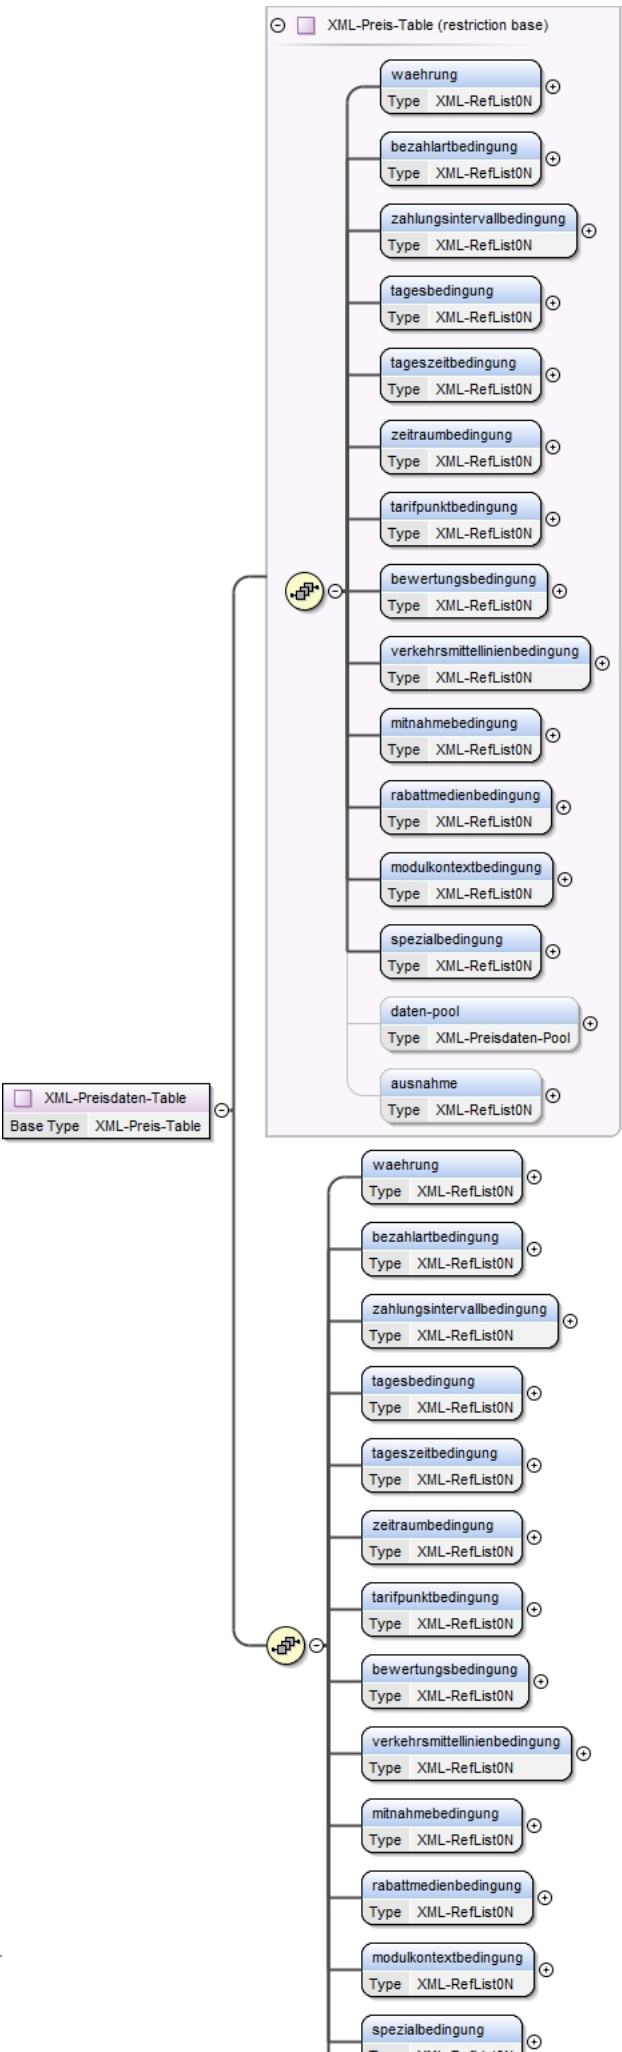 XML-Preis-Table (restriction base)
waehrung
Type XML-RefList0N
bezahlartbedingung
Type XML-RefList0N
zahlungsintervallbedingung
Type XML-RefList0N
tagesbedingung
Type XML-RefList0N
tageszeitbedingung
Type XML-RefList0N
zeitraumbedingung
Type XML-RefList0N
tarifpunktbedingung
Type XML-RefList0N
bewertungsbedingung
Type XML-RefList0N
verkehrsmittellinienbedingung
Type XML-RefList0N
mitnahmebedingung
Type XML-RefList0N
rabattmedienbedingung
Type XML-RefList0N
modulkontextbedingung
Type XML-RefList0N
spezialbedingung
Type XML-RefList0N
daten-pool
Type XML-Preisdaten-Pool
ausnahme
Type XML-RefList0N
XML-Preisdaten-Table
Base Type XML-Preis-Table
waehrung
Type XML-RefList0N
bezahlartbedingung
Type XML-RefList0N
zahlungsintervallbedingung
Type XML-RefList0N
tagesbedingung
Type XML-RefList0N
tageszeitbedingung
Type XML-RefList0N
zeitraumbedingung
Type XML-RefList0N
tarifpunktbedingung
Type XML-RefList0N
bewertungsbedingung
Type XML-RefList0N
verkehrsmittellinienbedingung
Type XML-RefList0N
mitnahmebedingung
Type XML-RefList0N
rabattmedienbedingung
Type XML-RefList0N
modulkontextbedingung
Type XML-RefList0N
spezialbedingung